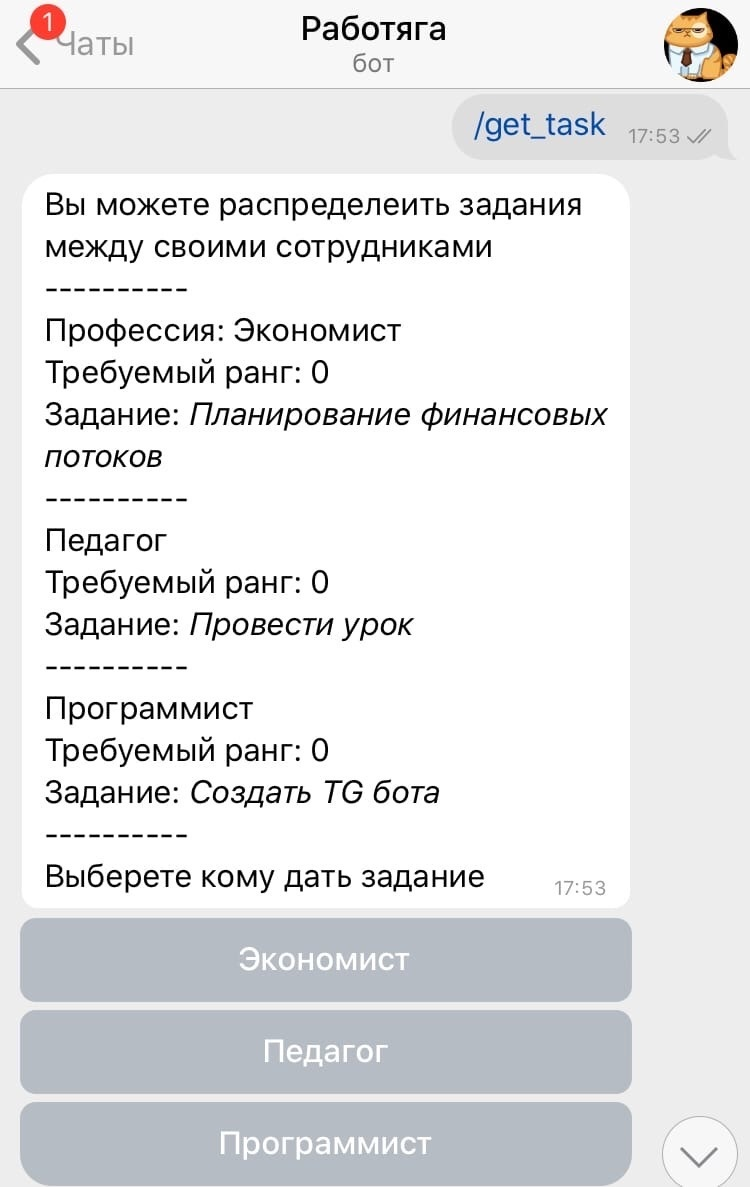 1
Чаты
Работяга
бот
/get_task 17:53
Вы можете распределеить задания
между своими сотрудниками
----------
Профессия: Экономист
Требуемый ранг: 0
Задание: Планирование финансовых
потоков
----------
Педагог
Требуемый ранг: 0
Задание: Провести урок
----------
Программист
Требуемый ранг: 0
Задание: Создать TG бота
----------
Выберете кому дать задание 17:53
Экономист
Педагог
Программист